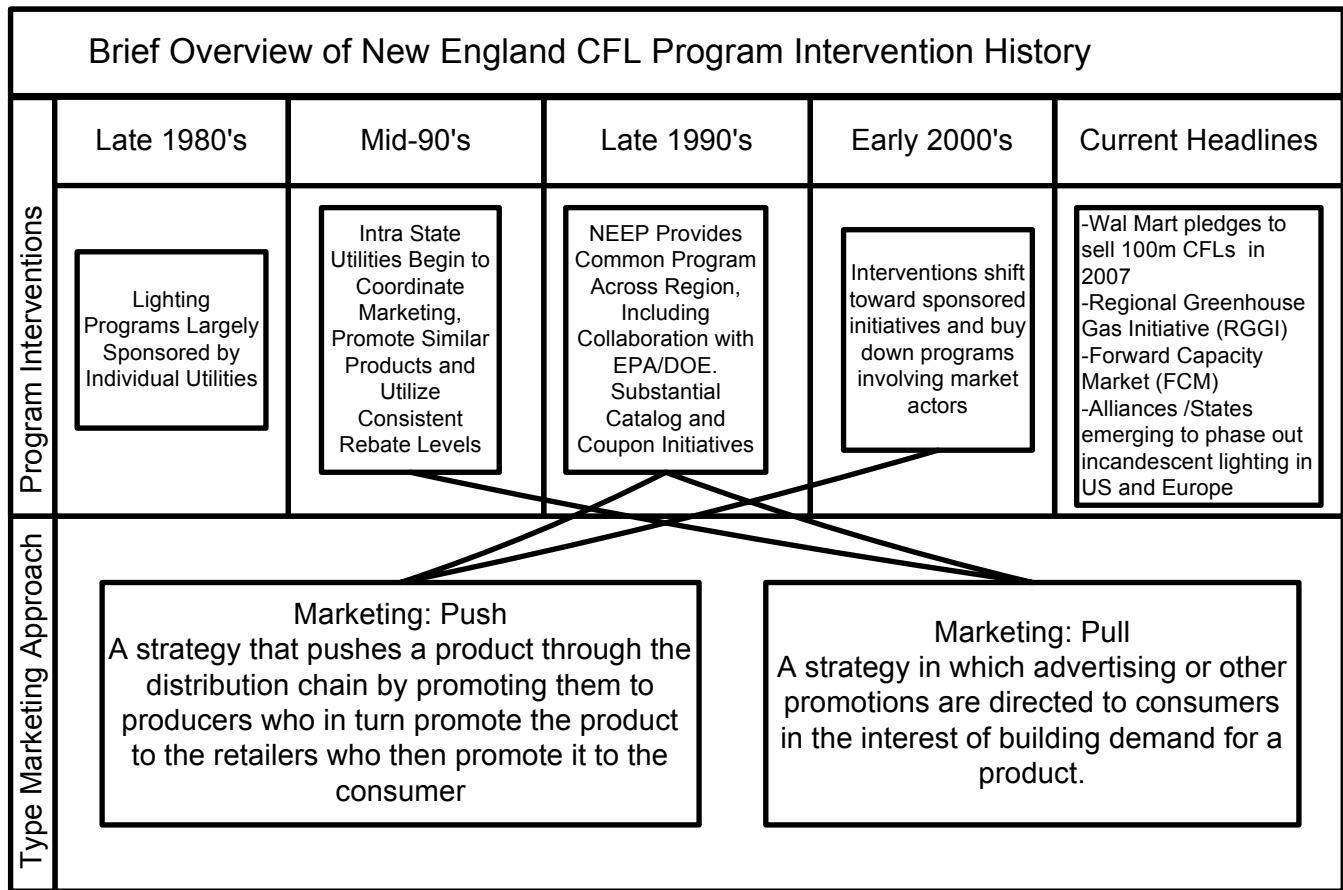 Brief Overview of New England CFL Program Intervention History
Late 1980's
Mid-90's
Late 1990's
Early 2000's
Current Headlines
Program Interventions
Lighting
Programs Largely
Sponsored by
Individual Utilities
Intra State
Utilities Begin to
Coordinate
Marketing,
Promote Similar
Products and
Utilize
Consistent
Rebate Levels
NEEP Provides
Common Program
Across Region,
Including
Collaboration with
EPA/DOE.
Substantial
Catalog and
Coupon Initiatives
Interventions shift
toward sponsored
initiatives and buy
down programs
involving market
actors
-Wal Mart pledges to
sell 100m CFLs in
2007
-Regional Greenhouse
Gas Initiative (RGGI)
-Forward Capacity
Market (FCM)
-Alliances /States
emerging to phase out
incandescent lighting in
US and Europe
Type Marketing Approach
Marketing: Push
A strategy that pushes a product through the
distribution chain by promoting them to
producers who in turn promote the product
to the retailers who then promote it to the
consumer
Marketing: Pull
A strategy in which advertising or other
promotions are directed to consumers
in the interest of building demand for a
product.